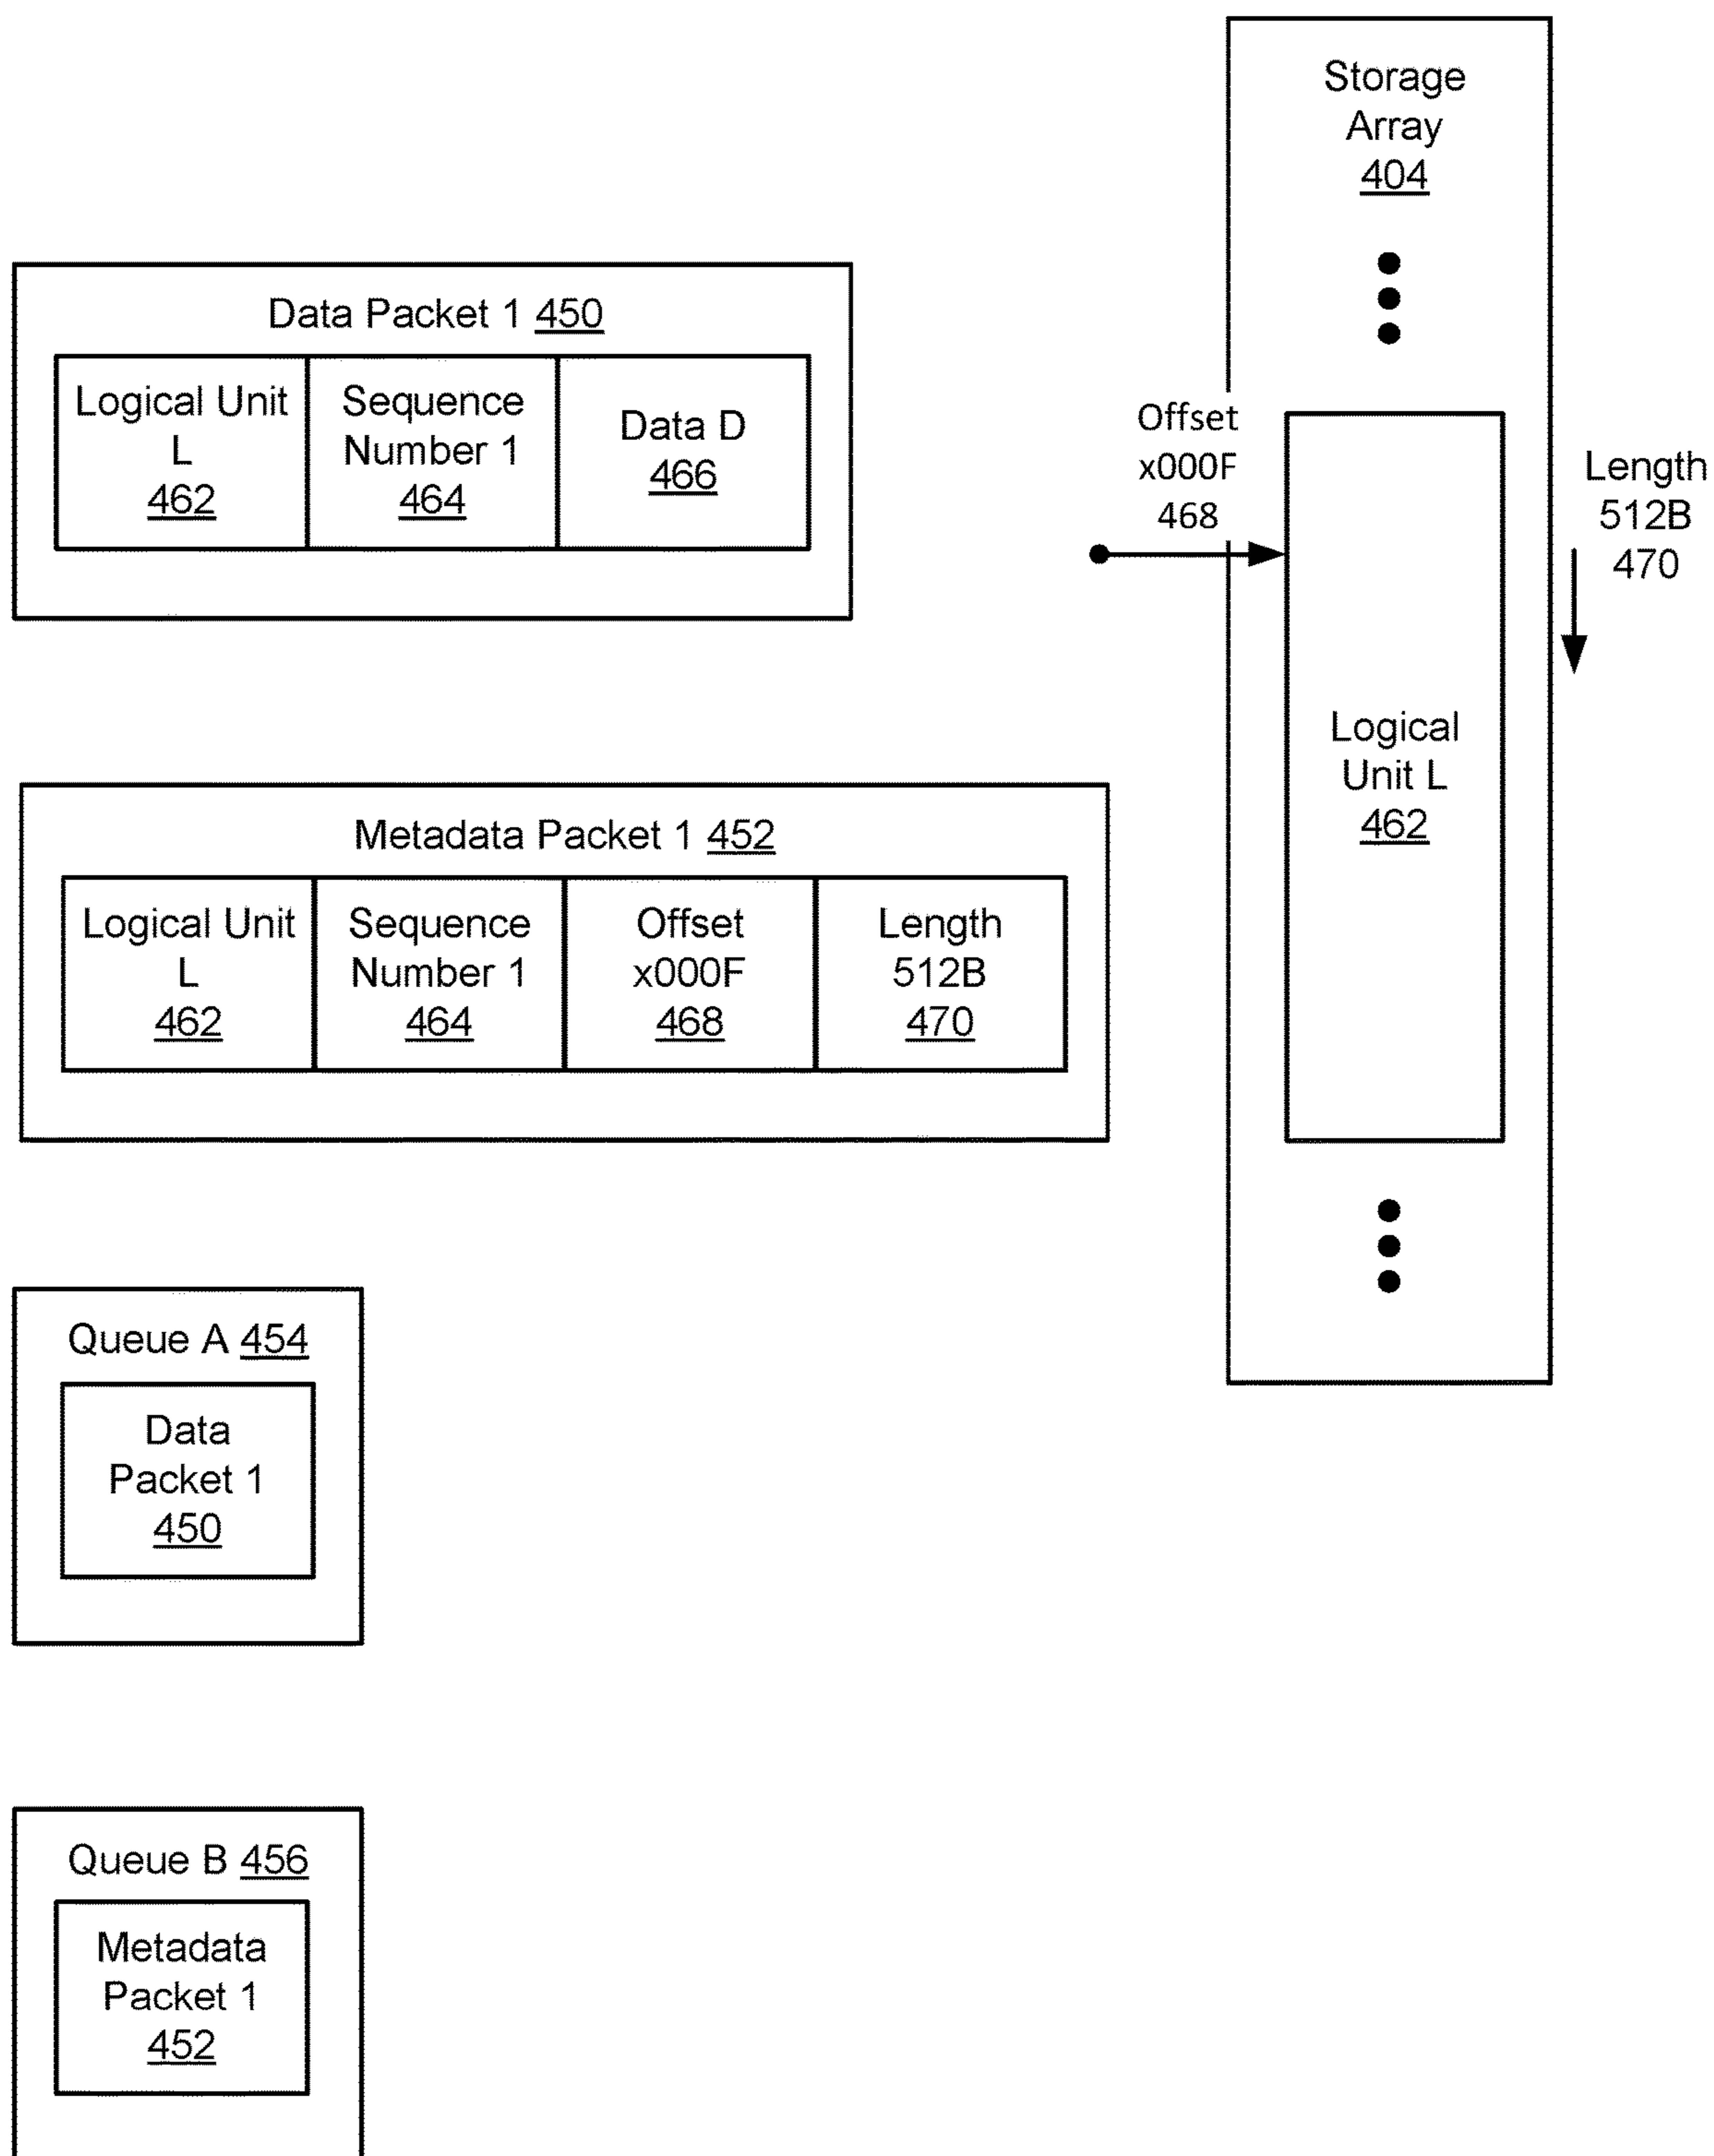 Storage
Array
404
Data Packet 1 450
Logical Unit
L
462
Sequence
Number 1
464
Data D
466
Offset
x000F
468
Length
512B
470
Logical
Unit L
462
Metadata Packet 1 452
Logical Unit
L
462
Sequence
Number 1
464
Offset
x000F
468
Length
512B
470
Queue A 454
Data
Packet 1
450
Queue B 456
Metadata
Packet 1
452